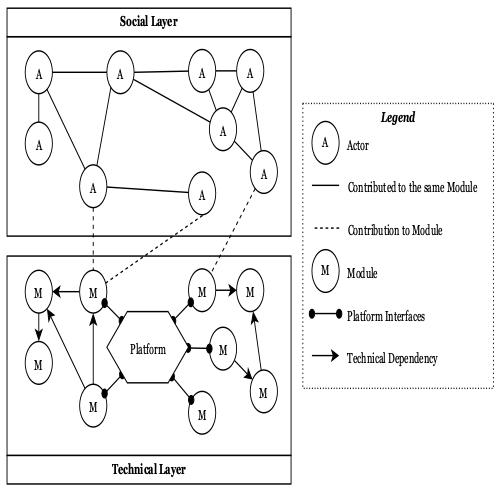 Social Layer
A
A
A
A
A
A
A
A
A
M
M
M
M
Platform
M
M
M
M
M
Technical Layer
Legend
A
Actor
Contributed to the same Module
Contribution to Module
M
Module
Platform Interfaces
Technical Dependency